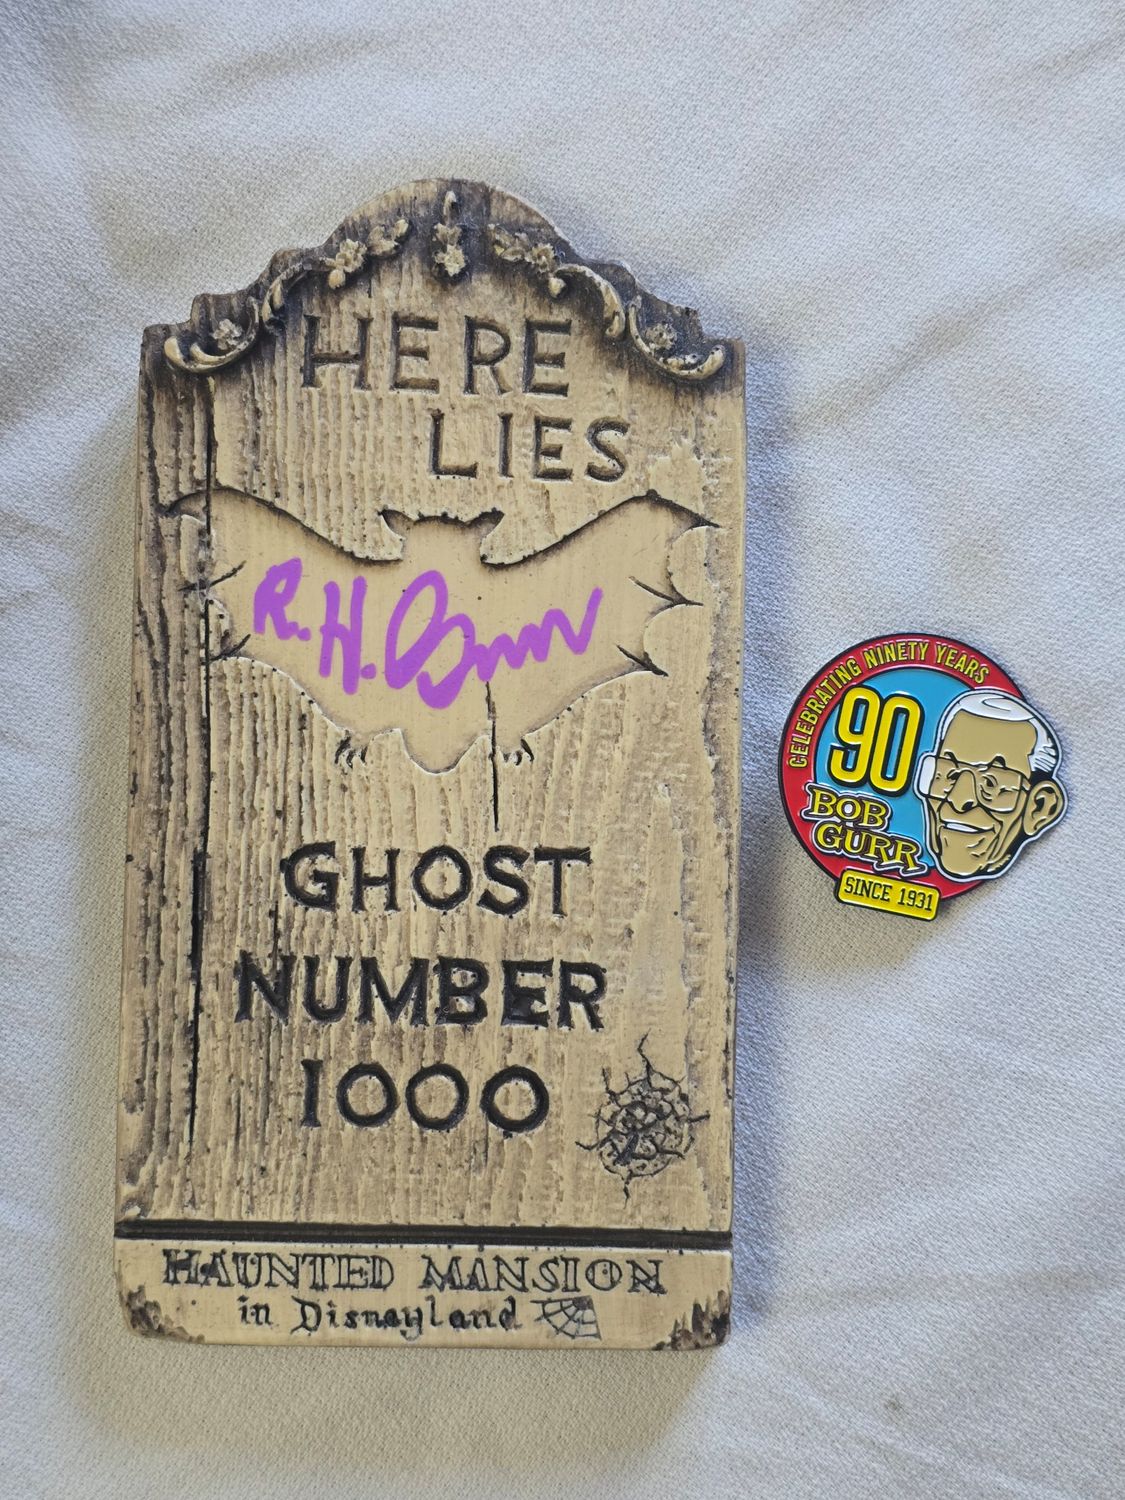 HERE
LIES
R. H. Gurr
GHOST
NUMBER
1000
HAUNTED MANSION
in Disneyland
CELEBRATING NINETY YEARS
90
BOB
GURR
SINCE 1931